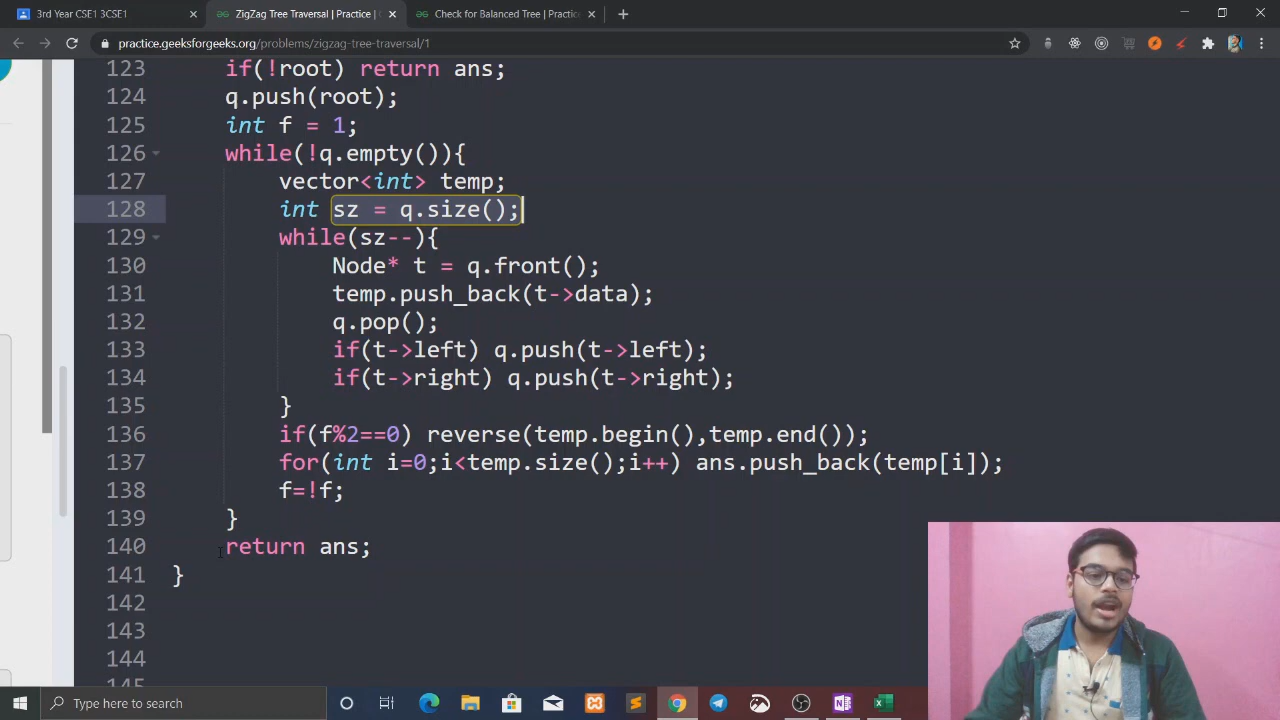 3rd Year CSE1 3CSE1
ZigZag Tree Traversal | Practice |
Check for Balanced Tree | Practice
practice.geeksforgeeks.org/problems/zigzag-tree-traversal/1
123 if(!root) return ans;
124 q.push(root);
125 int f = 1;
126 while(!q.empty()){
127 vector<int> temp;
128 int sz = q.size();
129 while(sz--){
130 Node* t = q.front();
131 temp.push_back(t->data);
132 q.pop();
133 if(t->left) q.push(t->left);
134 if(t->right) q.push(t->right);
135 }
136 if(f%2==0) reverse(temp.begin(),temp.end());
137 for(int i=0;i<temp.size();i++) ans.push_back(temp[i]);
138 f=!f;
139 }
140 return ans;
141 }
142
143
144
145
Type here to search